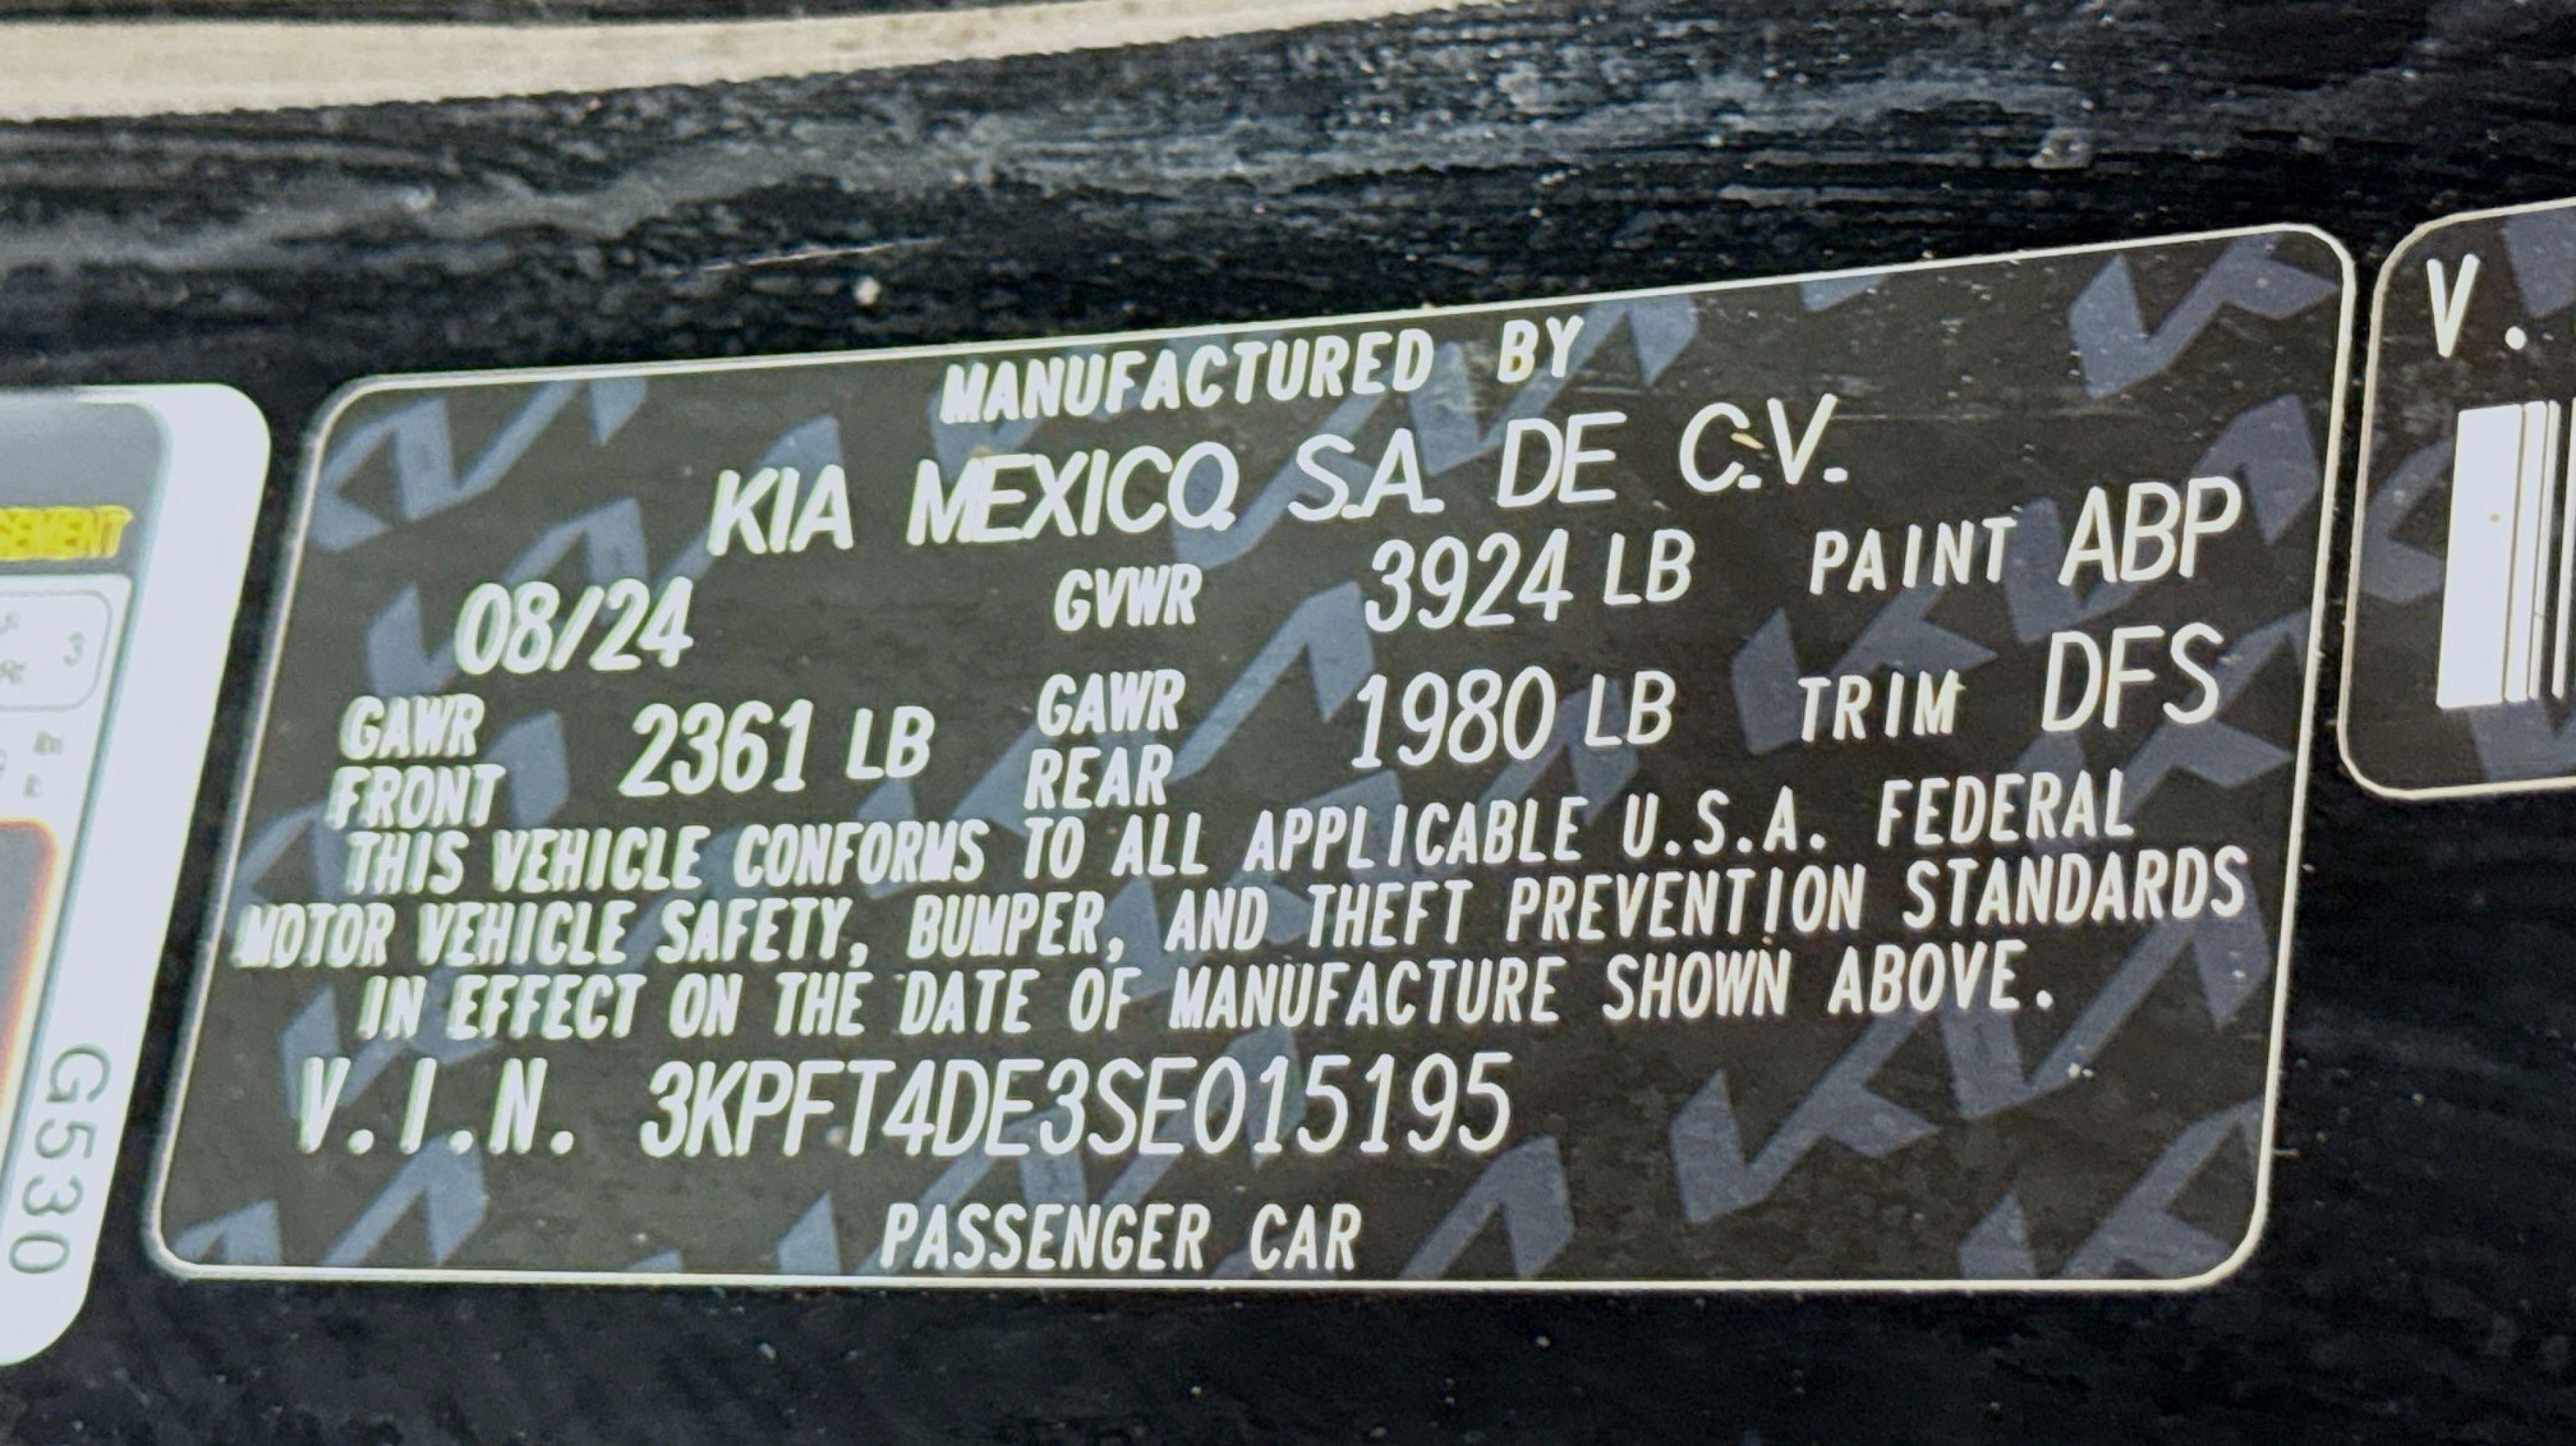 MANUFACTURED BY
KIA MEXICO, S.A. DE C.V.
08/24 GVWR 3924 LB PAINT ABP
GAWR FRONT 2361 LB GAWR REAR 1980 LB TRIM DFS
THIS VEHICLE CONFORMS TO ALL APPLICABLE U.S.A. FEDERAL
MOTOR VEHICLE SAFETY, BUMPER, AND THEFT PREVENTION STANDARDS
IN EFFECT ON THE DATE OF MANUFACTURE SHOWN ABOVE.
V.I.N. 3KPFT4DE3SE015195
PASSENGER CAR
3
G530
V.